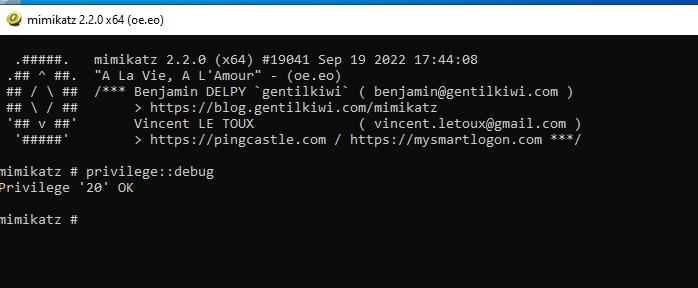 mimikatz 2.2.0 x64 (oe.eo)
.#####. mimikatz 2.2.0 (x64) #19041 Sep 19 2022 17:44:08
.## ^ ##. "A La Vie, A L'Amour" - (oe.eo)
## / \ ## /*** Benjamin DELPY `gentilkiwi` ( benjamin@gentilkiwi.com )
## \ / ## > https://blog.gentilkiwi.com/mimikatz
'## v ##' Vincent LE TOUX ( vincent.letoux@gmail.com )
'#####' > https://pingcastle.com / https://mysmartlogon.com ***/
mimikatz # privilege::debug
Privilege '20' OK
mimikatz #